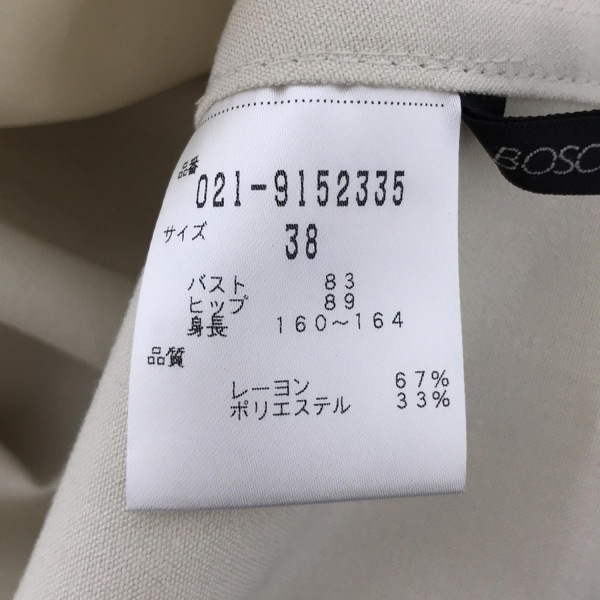 品番
021-9152335
サイズ
38
バスト 83
ヒップ 89
身長 160～164
品質
レーヨン 67%
ポリエステル 33%
BOSC